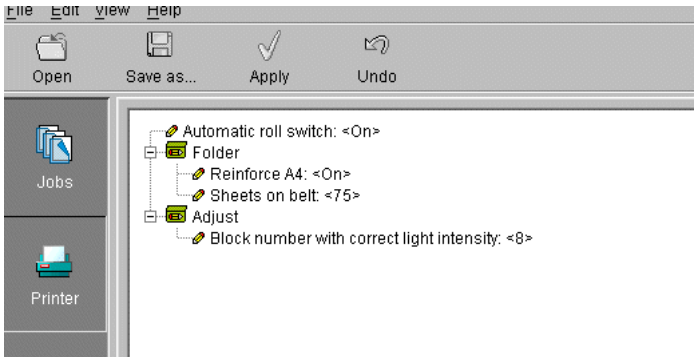 File Edit View Help
Open Save as... Apply Undo
Jobs
Printer
Automatic roll switch: <On>
Folder
Reinforce A4: <On>
Sheets on belt: <75>
Adjust
Block number with correct light intensity: <8>